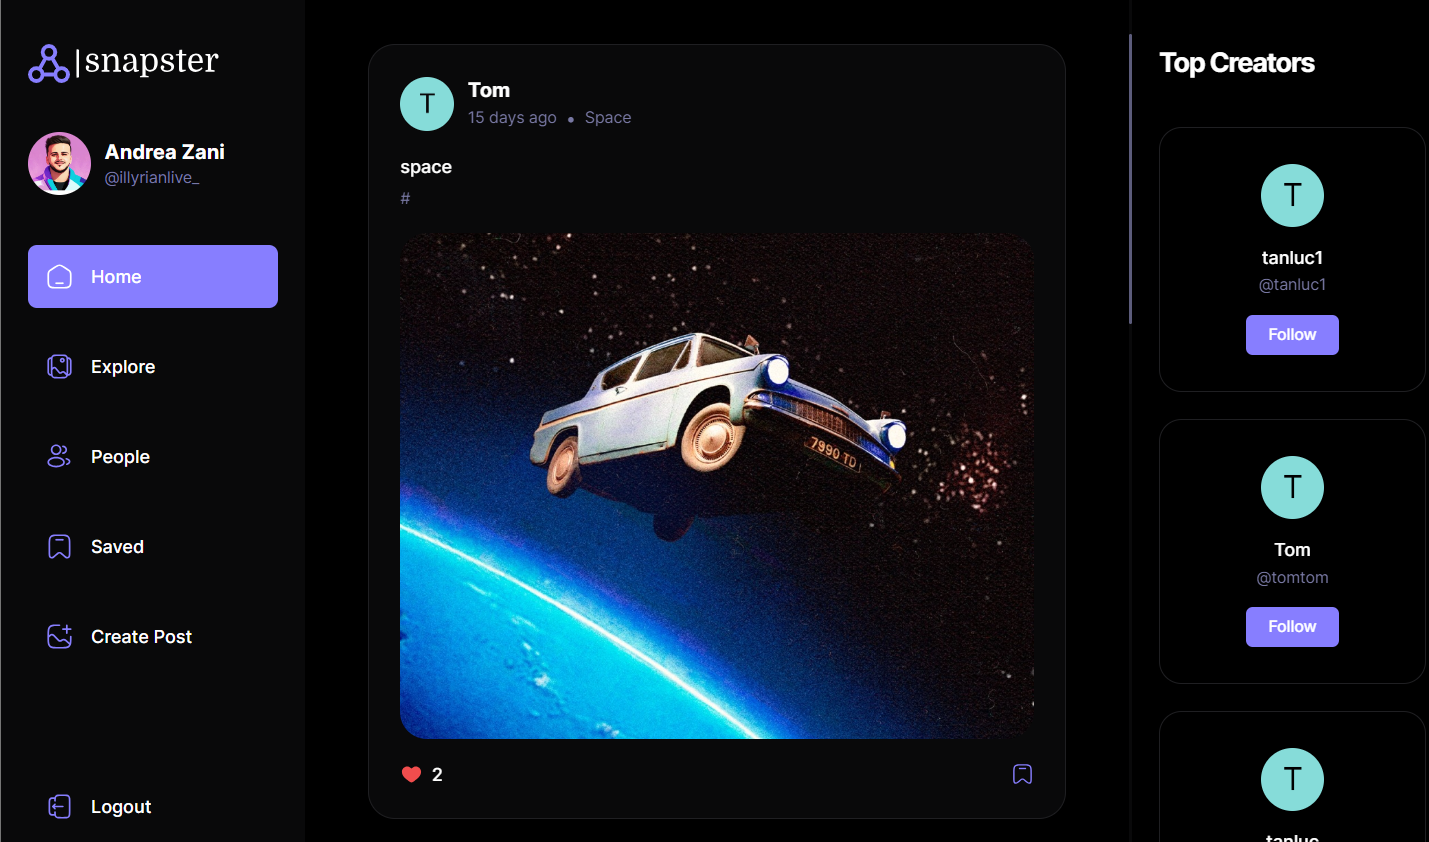 |snapster
Andrea Zani
@illyrianlive_
Home
Explore
People
Saved
Create Post
Logout
T
Tom
15 days ago • Space
space
#
7990 TD
2
Top Creators
T
tanluc1
@tanluc1
Follow
T
Tom
@tomtom
Follow
T
tanluc